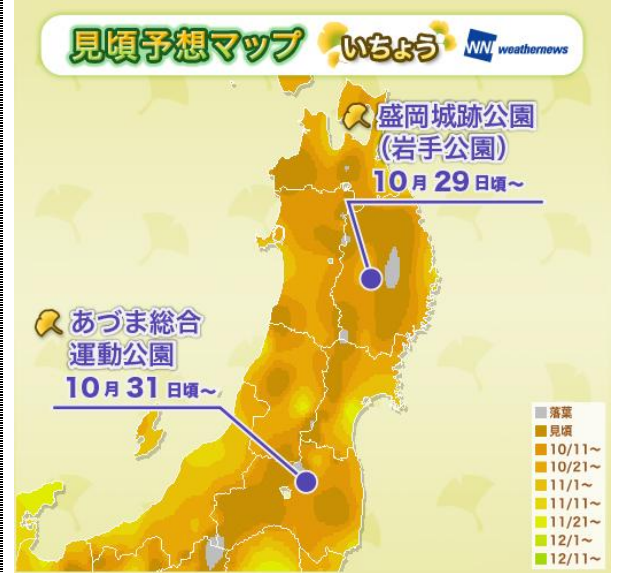 見頃予想マップ いちょう WNI weathernews
盛岡城跡公園
(岩手公園)
10月29日頃~
あづま総合
運動公園
10月31日頃~
落葉
見頃
10/11~
10/21~
11/1~
11/11~
11/21~
12/1~
12/11~